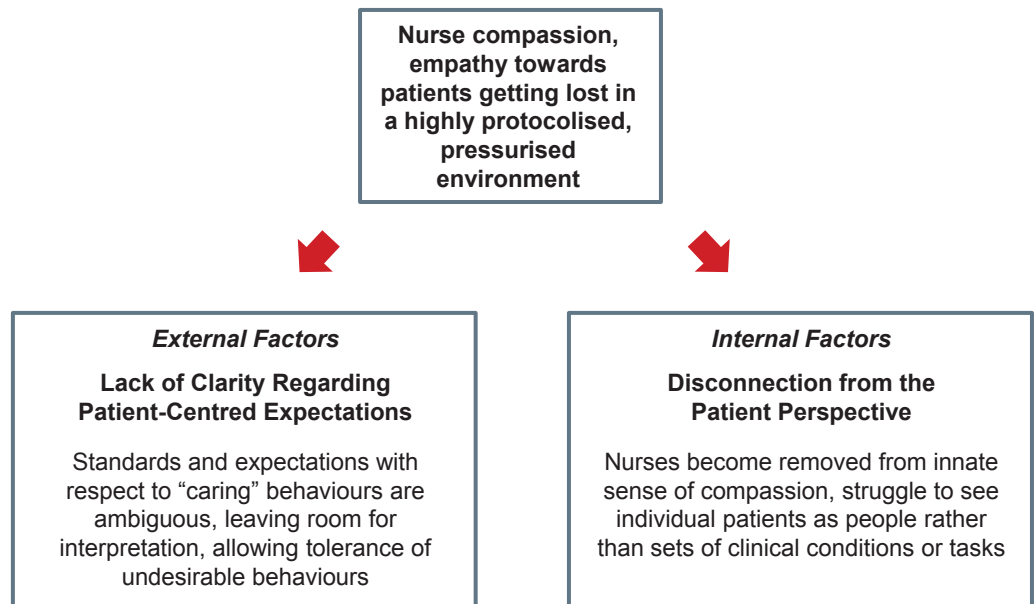 Nurse compassion,
empathy towards
patients getting lost in
a highly protocolised,
pressurised
environment
External Factors
Lack of Clarity Regarding
Patient-Centred Expectations
Standards and expectations with
respect to “caring” behaviours are
ambiguous, leaving room for
interpretation, allowing tolerance of
undesirable behaviours
Internal Factors
Disconnection from the
Patient Perspective
Nurses become removed from innate
sense of compassion, struggle to see
individual patients as people rather
than sets of clinical conditions or tasks